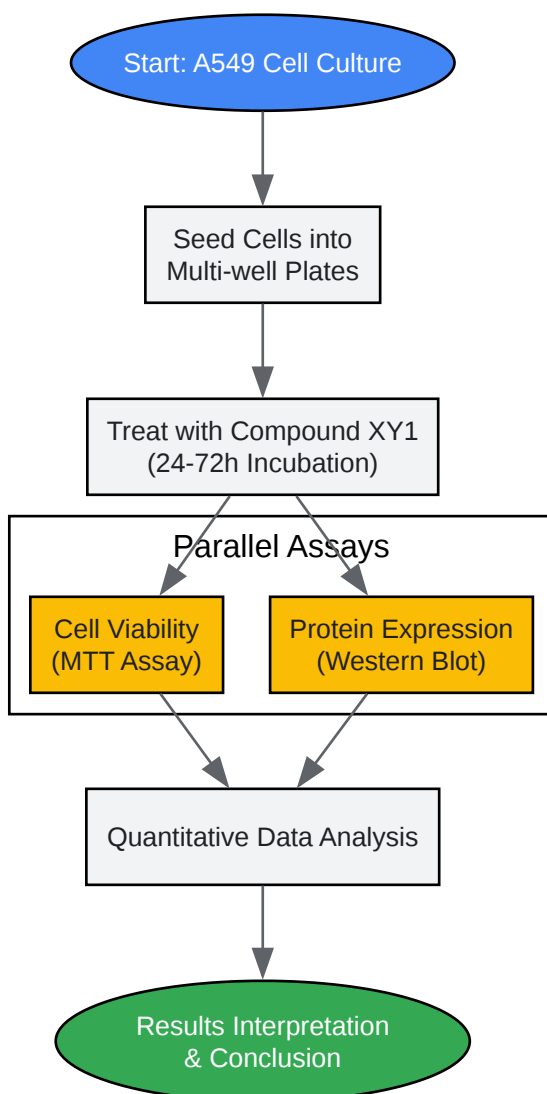 Start: A549 Cell Culture
Seed Cells into
Multi-well Plates
Treat with Compound XY1
(24-72h Incubation)
Parallel Assays
Cell Viability
(MTT Assay)
Protein Expression
(Western Blot)
Quantitative Data Analysis
Results Interpretation
& Conclusion